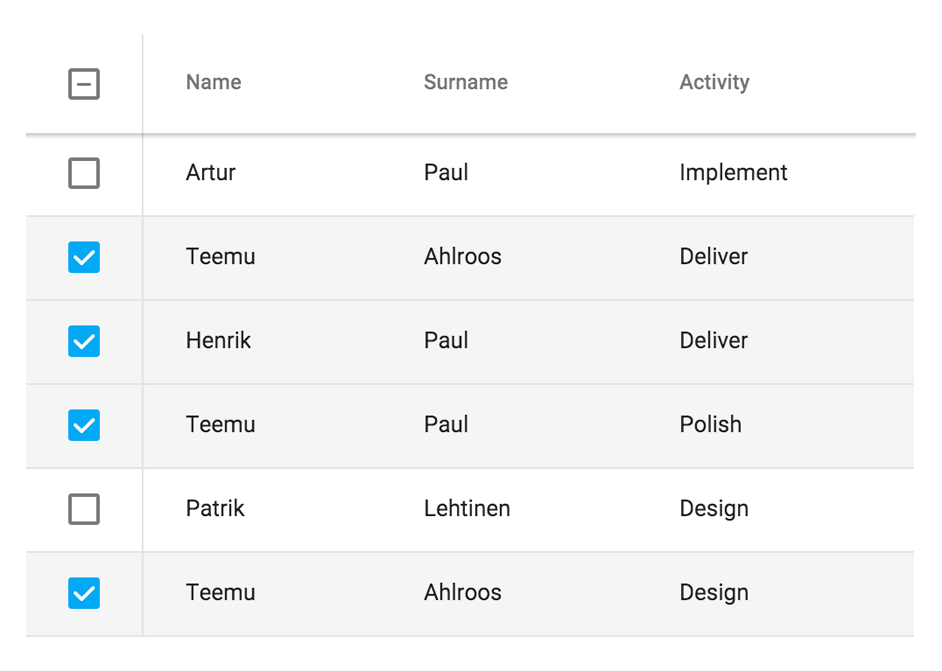 Name Surname Activity
Artur Paul Implement
Teemu Ahlroos Deliver
Henrik Paul Deliver
Teemu Paul Polish
Patrik Lehtinen Design
Teemu Ahlroos Design